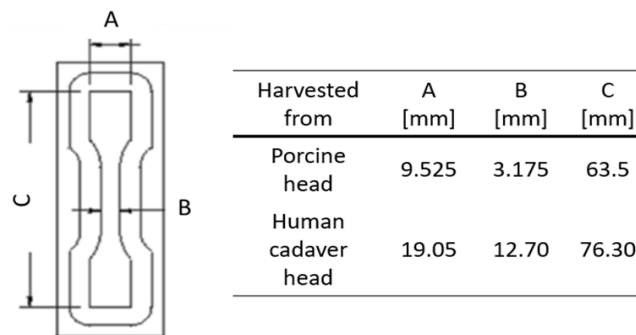 A
B
C
Harvested from A [mm] B [mm] C [mm]
Porcine head 9.525 3.175 63.5
Human cadaver head 19.05 12.70 76.30